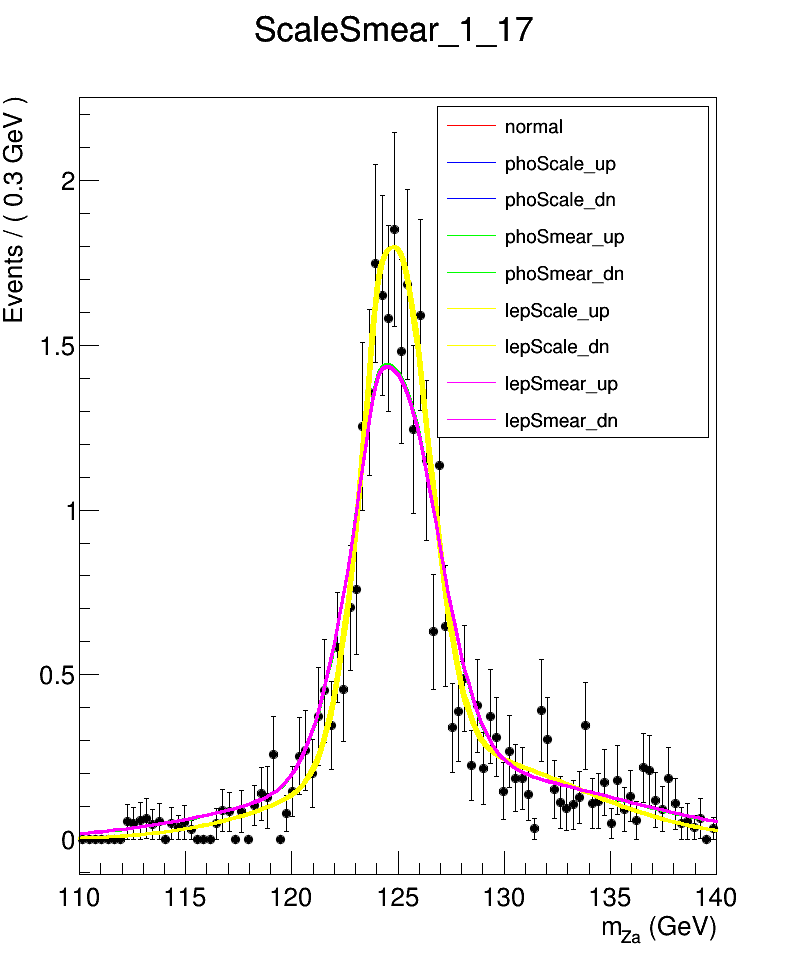 ScaleSmear_1_17
Events / ( 0.3 GeV )
2
1.5
1
0.5
0
normal
phoScale_up
phoScale_dn
phoSmear_up
phoSmear_dn
lepScale_up
lepScale_dn
lepSmear_up
lepSmear_dn
110 115 120 125 130 135 140
m_Za (GeV)